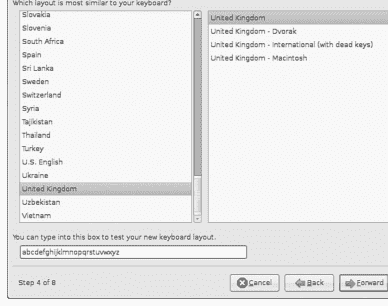 Which layout is most similar to your keyboard?
Slovakia
Slovenia
South Africa
Spain
Sri Lanka
Sweden
Switzerland
Syria
Tajikistan
Thailand
Turkey
U.S. English
Ukraine
United Kingdom
Uzbekistan
Vietnam
United Kingdom
United Kingdom - Dvorak
United Kingdom - International (with dead keys)
United Kingdom - Macintosh
You can type into this box to test your new keyboard layout.
abcdefghijklmnopqrstuvwxyz
Step 4 of 8
Cancel
Back
Forward